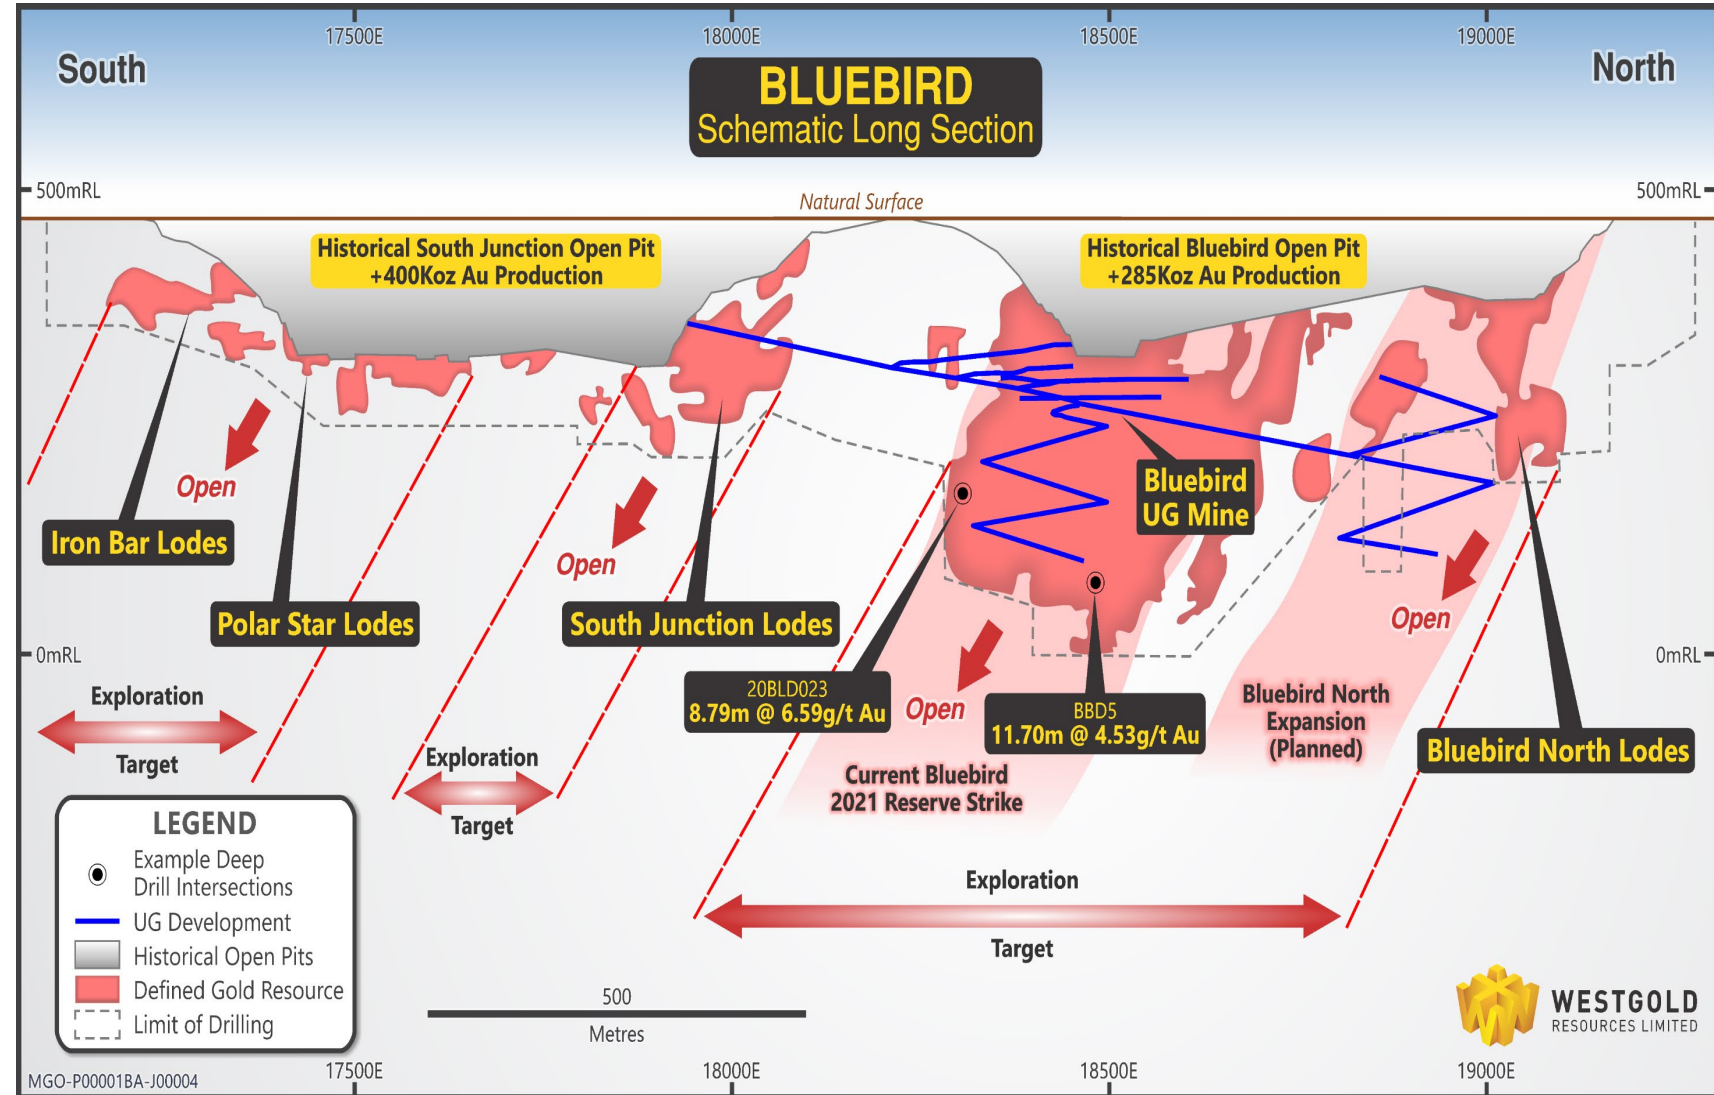 17500E
18000E
18500E
19000E
South
North
BLUEBIRD
Schematic Long Section
500mRL
500mRL
Natural Surface
Historical South Junction Open Pit
+400Koz Au Production
Historical Bluebird Open Pit
+285Koz Au Production
Open
Iron Bar Lodes
Open
Bluebird
UG Mine
Polar Star Lodes
South Junction Lodes
Open
0mRL
0mRL
20BLD023
8.79m @ 6.59g/t Au
Open
BBD5
11.70m @ 4.53g/t Au
Bluebird North
Expansion
(Planned)
Bluebird North Lodes
Exploration
Target
Exploration
Target
Current Bluebird
2021 Reserve Strike
Exploration
Target
LEGEND
Example Deep
Drill Intersections
UG Development
Historical Open Pits
Defined Gold Resource
Limit of Drilling
500
Metres
WESTGOLD
RESOURCES LIMITED
MGO-P00001BA-J00004
17500E
18000E
18500E
19000E